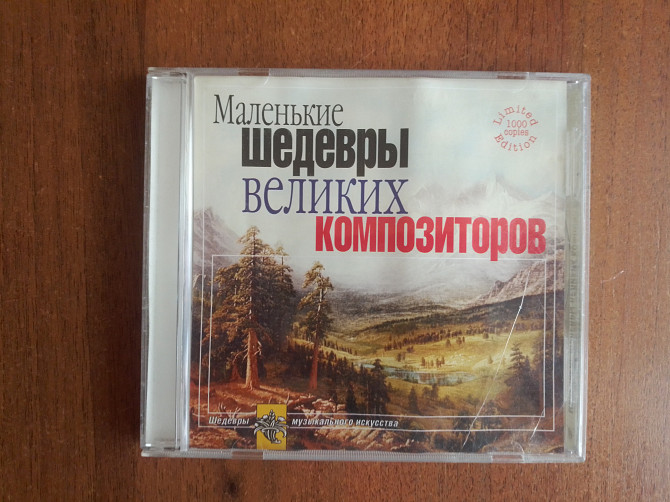 Маленькие
шедевры
великих
композиторов
Limited
1000
copies
Edition
Шедевры музыкального искусства